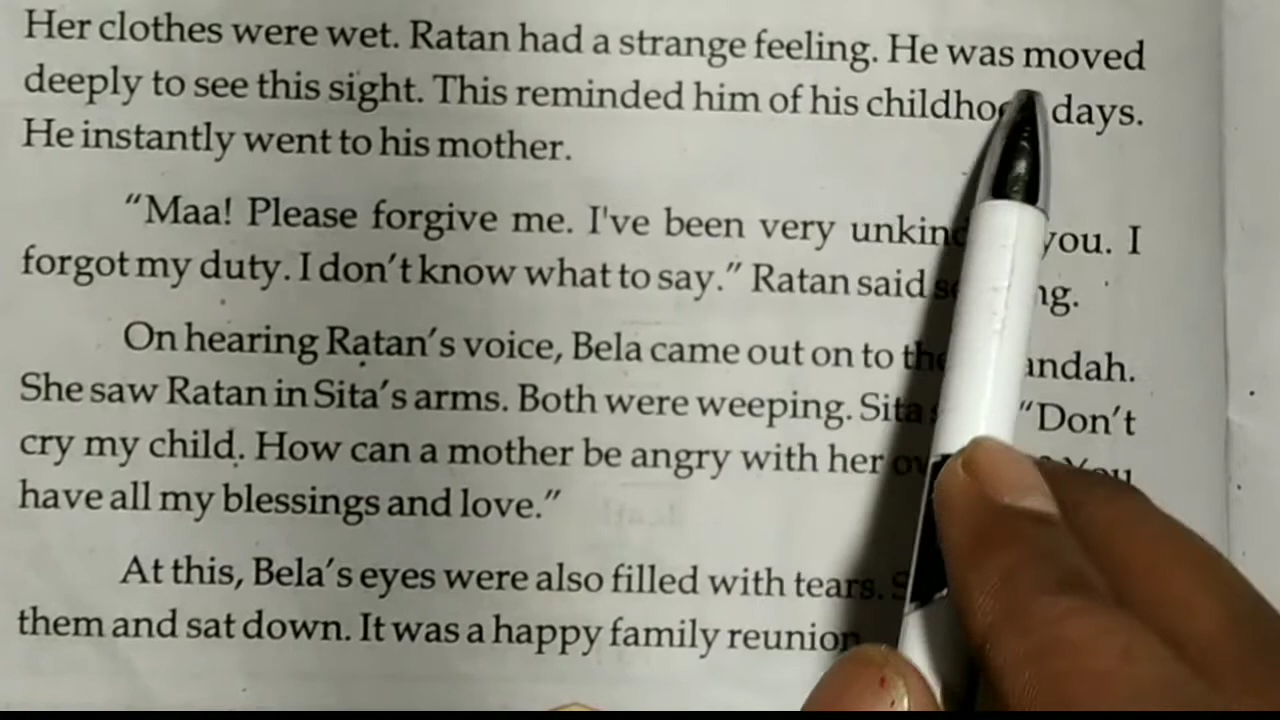 Her clothes were wet. Ratan had a strange feeling. He was moved
deeply to see this sight. This reminded him of his days.
He instantly went to his mother.
"Maa! Please forgive me. I've been very you. I
forgot my duty. I don't know what to say." Ratan said
On hearing Ratan's voice, Bela came out on to
She saw Ratan in Sita's arms. Both were weeping. Sita "Don't
cry my child. How can a mother be angry with her You
have all my blessings and love."
At this, Bela's eyes were also filled with tears.
them and sat down. It was a happy family reunion